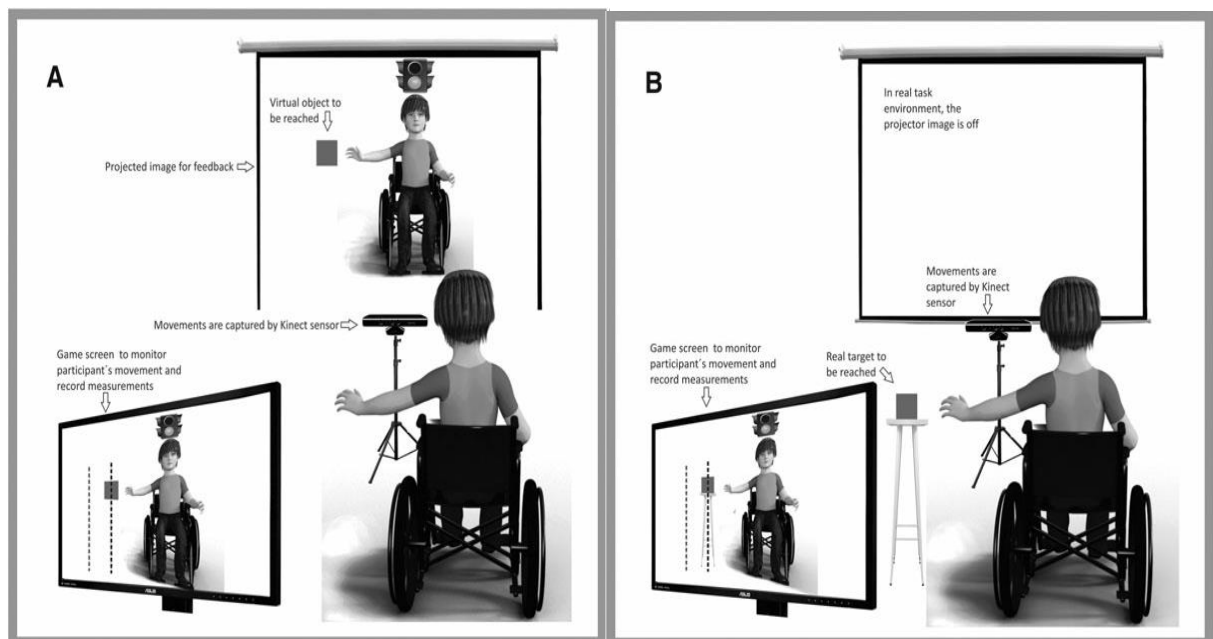 A
Virtual object to
be reached
Projected image for feedback
Movements are captured by Kinect sensor
Game screen to monitor
participant´s movement and
record measurements
ASUS
B
In real task
environment, the
projector image is off
Movements are
captured by Kinect
sensor
Game screen to monitor
participant´s movement and
record measurements
Real target to
be reached
ASUS